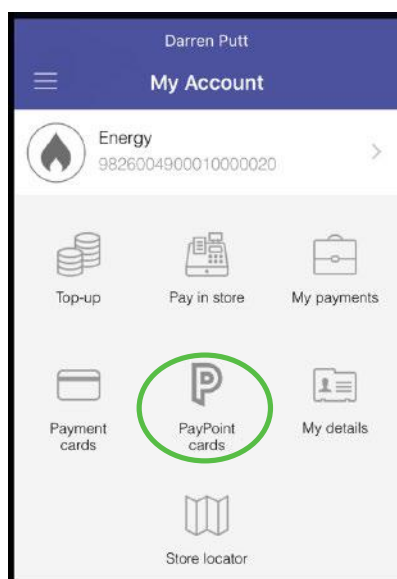 Darren Putt
My Account
Energy
9826004900010000020
Top-up
Pay in store
My payments
Payment
cards
PayPoint
cards
My details
Store locator